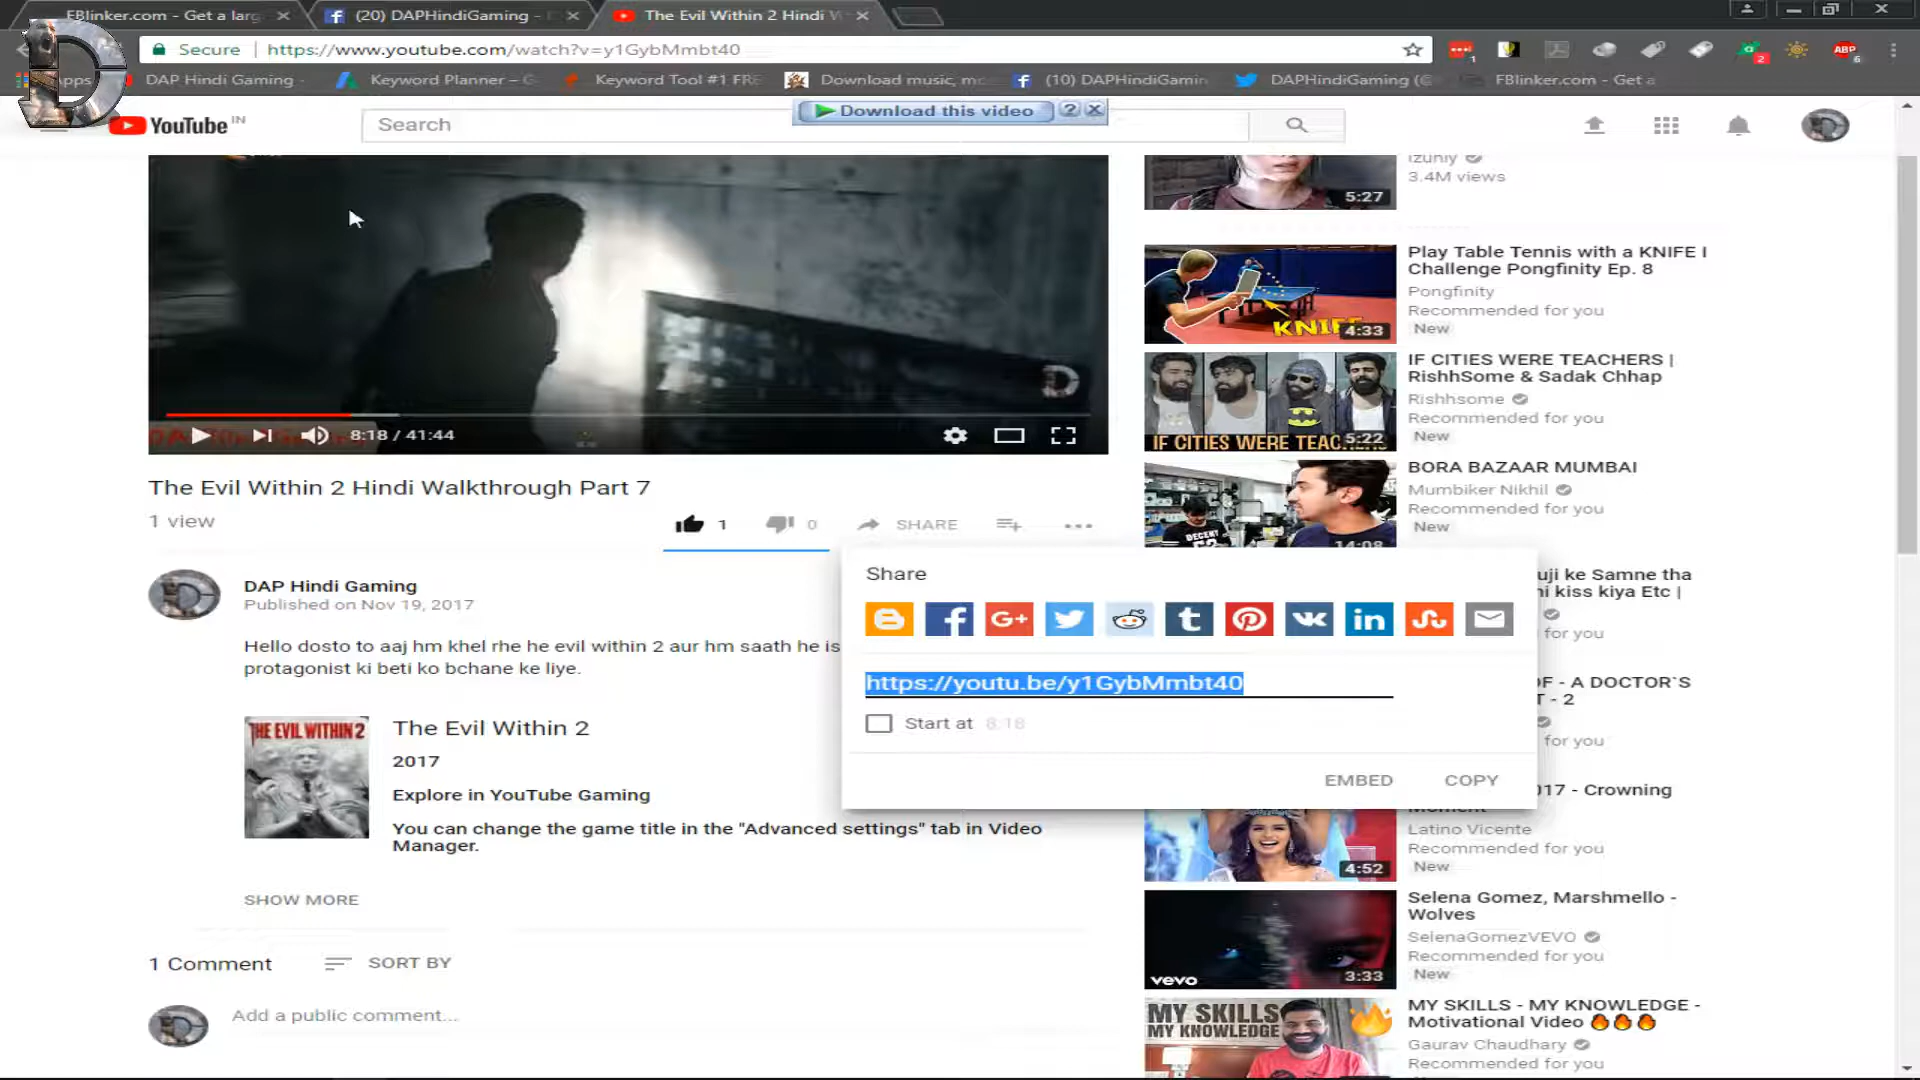 FBlinker.com - Get a larg
(20) DAPHindiGaming -
The Evil Within 2 Hindi W
Secure
https://www.youtube.com/watch?v=y1GybMmbt40
1
2
ABP
6
Apps
DAP Hindi Gaming -
Keyword Planner – G
Keyword Tool #1 FRE
Download music, mo
(10) DAPHindiGamin
DAPHindiGaming (@
FBlinker.com - Get a
D
YouTube IN
Search
Download this video
?
5:27
3.4M views
8:18 / 41:44
The Evil Within 2 Hindi Walkthrough Part 7
1 view
1
0
SHARE
DAP Hindi Gaming
Published on Nov 19, 2017
Hello dosto to aaj hm khel rhe he evil within 2 aur hm saath he is
protagonist ki beti ko bchane ke liye.
THE EVIL WITHIN 2
The Evil Within 2
2017
Explore in YouTube Gaming
You can change the game title in the "Advanced settings" tab in Video
Manager.
SHOW MORE
1 Comment
SORT BY
Add a public comment...
Share
G+
https://youtu.be/y1GybMmbt40
Start at
8:18
EMBED
COPY
KNIFE
4:33
Play Table Tennis with a KNIFE I
Challenge Pongfinity Ep. 8
Pongfinity
Recommended for you
New
IF CITIES WERE TEACHERS
5:22
IF CITIES WERE TEACHERS |
RishhSome & Sadak Chhap
Rishhsome
Recommended for you
New
14:08
BORA BAZAAR MUMBAI
Mumbiker Nikhil
Recommended for you
New
uji ke Samne tha
ni kiss kiya Etc |
for you
OF - A DOCTOR`S
T - 2
for you
017 - Crowning
Moment
Latino Vicente
Recommended for you
New
4:52
vevo
3:33
Selena Gomez, Marshmello -
Wolves
SelenaGomezVEVO
Recommended for you
New
MY SKILLS
MY KNOWLEDGE
MY SKILLS - MY KNOWLEDGE -
Motivational Video
Gaurav Chaudhary
Recommended for you